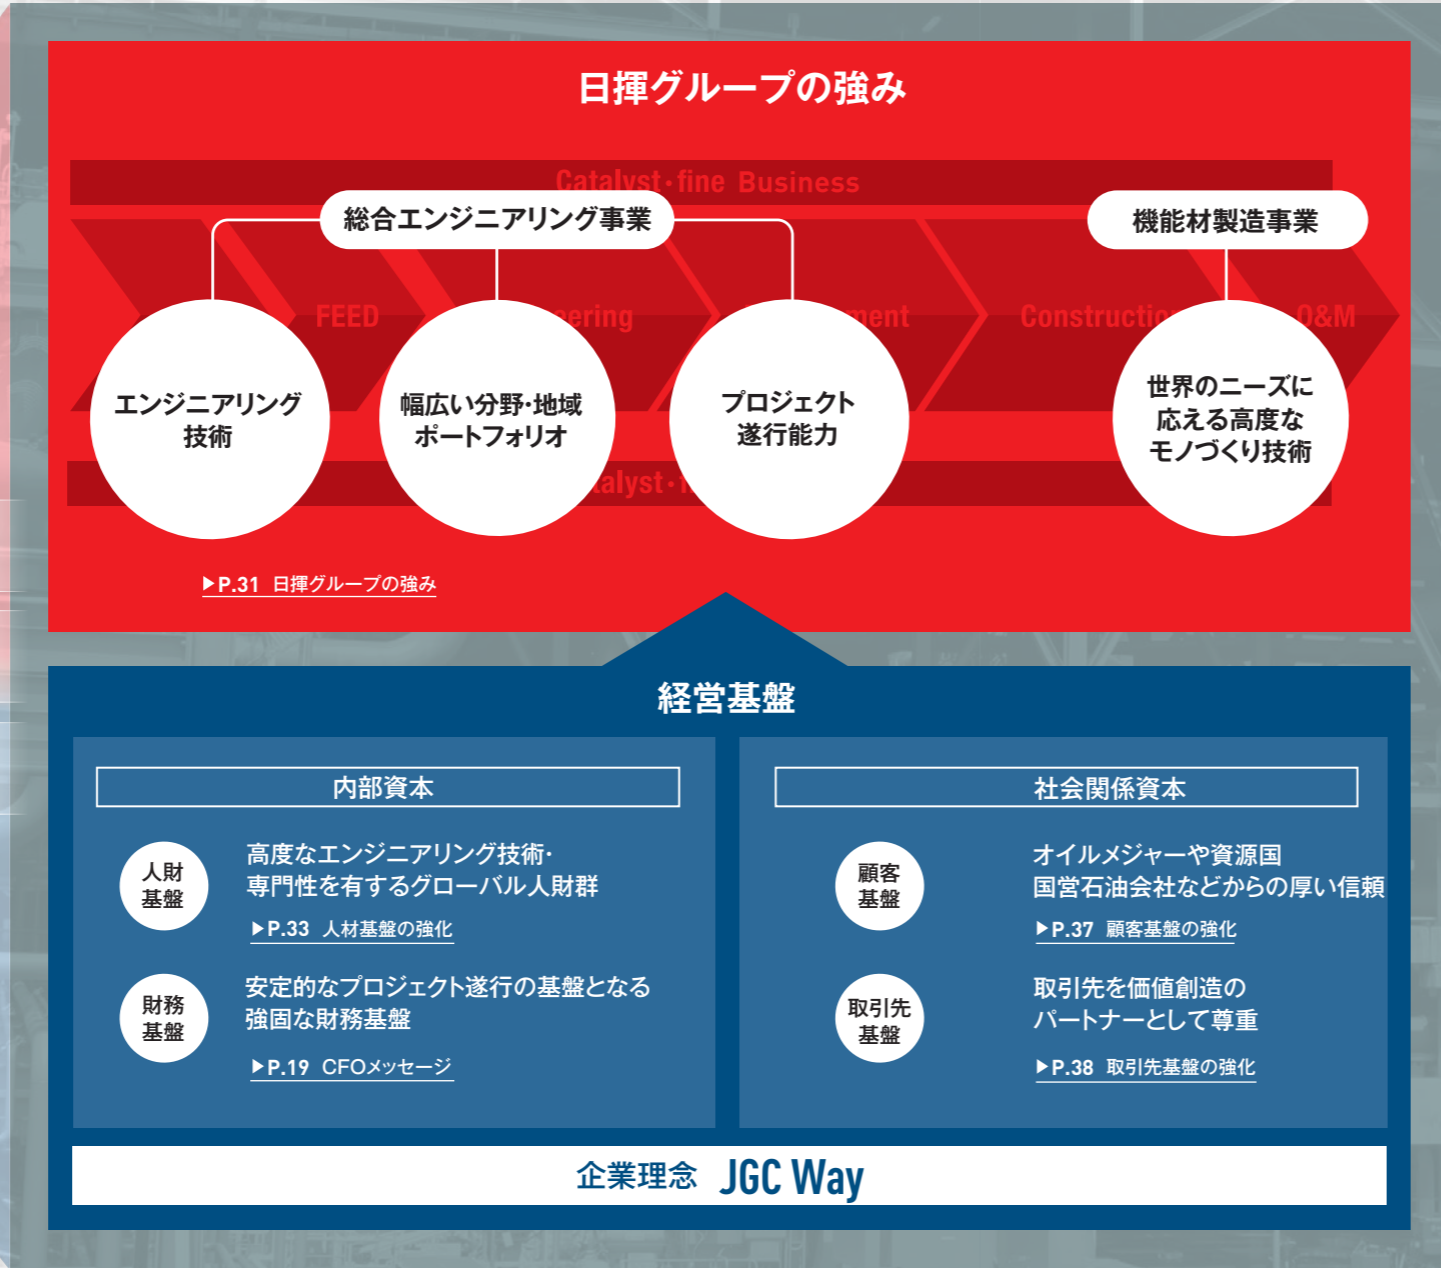 日揮グループの強み
Catalyst・fine Business
総合エンジニアリング事業
機能材製造事業
FEED
Construction
O&M
エンジニアリング
技術
幅広い分野・地域
ポートフォリオ
プロジェクト
遂行能力
世界のニーズに
応える高度な
モノづくり技術
▶P.31 日揮グループの強み
経営基盤
内部資本
人財
基盤
高度なエンジニアリング技術・
専門性を有するグローバル人財群
▶P.33 人材基盤の強化
財務
基盤
安定的なプロジェクト遂行の基盤となる
強固な財務基盤
▶P.19 CFOメッセージ
社会関係資本
顧客
基盤
オイルメジャーや資源国
国営石油会社などからの厚い信頼
▶P.37 顧客基盤の強化
取引先
基盤
取引先を価値創造の
パートナーとして尊重
▶P.38 取引先基盤の強化
企業理念 JGC Way